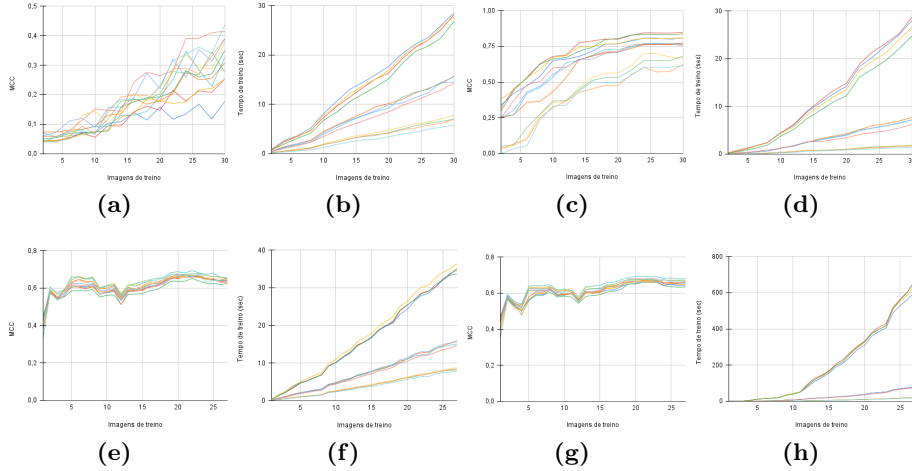 MCC
0,5
0,4
0,3
0,2
0,1
0,0
5 10 15 20 25 30
Imagens de treino
(a)
Tempo de treino (sec)
30
20
10
0
5 10 15 20 25 30
Imagens de treino
(b)
MCC
1,00
0,75
0,50
0,25
0,00
5 10 15 20 25 30
Imagens de treino
(c)
Tempo de treino (sec)
30
20
10
0
10 20 30
Imagens de treino
(d)
MCC
0,8
0,6
0,4
0,2
0,0
5 10 15 20 25
Imagens de treino
(e)
Tempo de treino (sec)
40
30
20
10
0
5 10 15 20 25
Imagens de treino
(f)
MCC
0,8
0,6
0,4
0,2
0,0
5 10 15 20 25
Imagens de treino
(g)
Tempo de treino (sec)
800
600
400
200
0
5 10 15 20 25
Imagens de treino
(h)